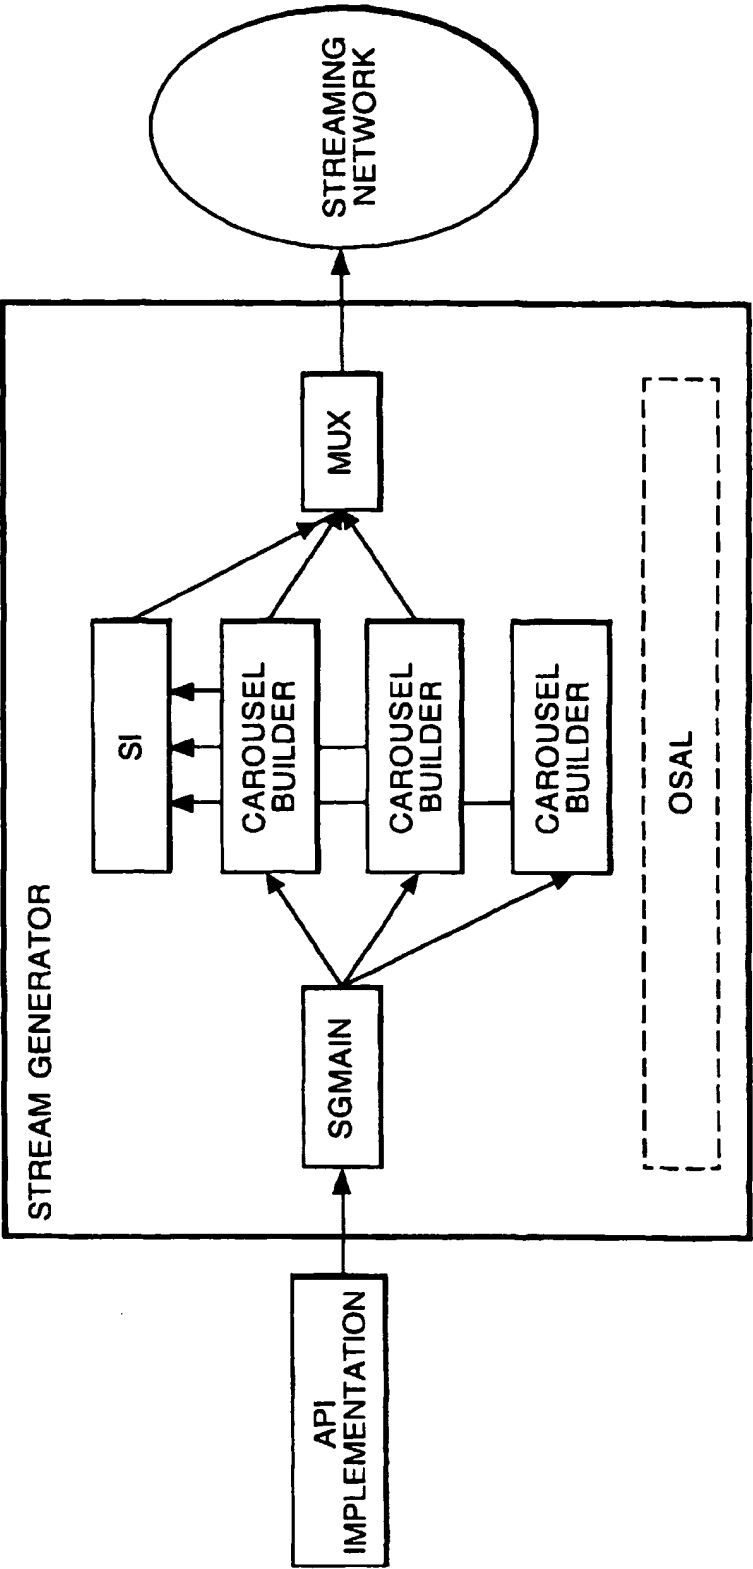 STREAM GENERATOR
API
IMPLEMENTATION
SGMAIN
SI
CAROUSEL
BUILDER
CAROUSEL
BUILDER
CAROUSEL
BUILDER
MUX
STREAMING
NETWORK
OSAL